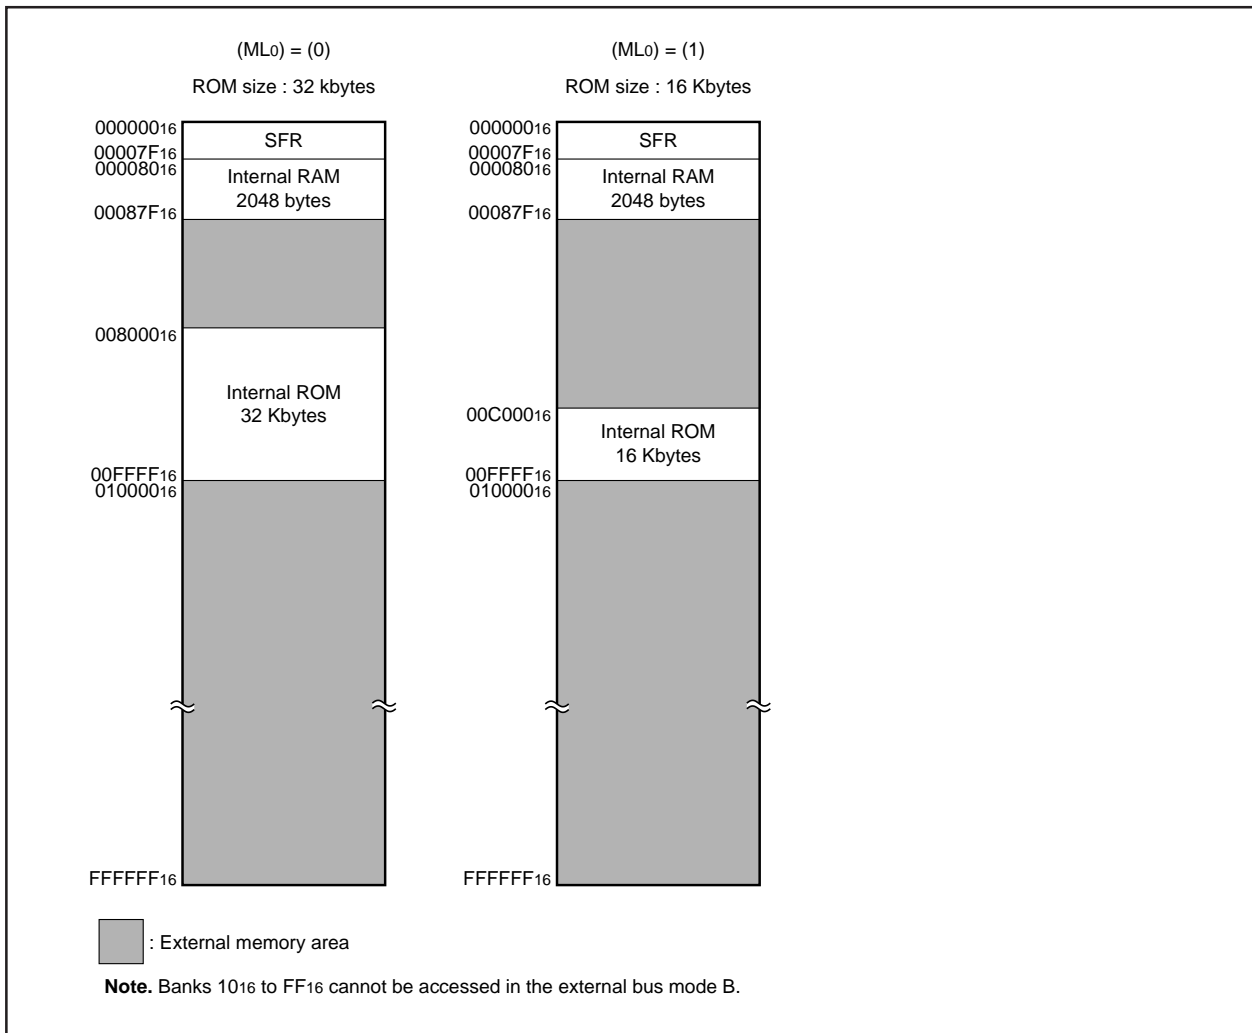 (ML0) = (0)
ROM size : 32 kbytes
00000016
00007F16
00008016
00087F16
00800016
00FFFF16
01000016
FFFFFF16
SFR
Internal RAM
2048 bytes
Internal ROM
32 Kbytes
(ML0) = (1)
ROM size : 16 Kbytes
00000016
00007F16
00008016
00087F16
00C00016
00FFFF16
01000016
FFFFFF16
SFR
Internal RAM
2048 bytes
Internal ROM
16 Kbytes
: External memory area
Note. Banks 1016 to FF16 cannot be accessed in the external bus mode B.